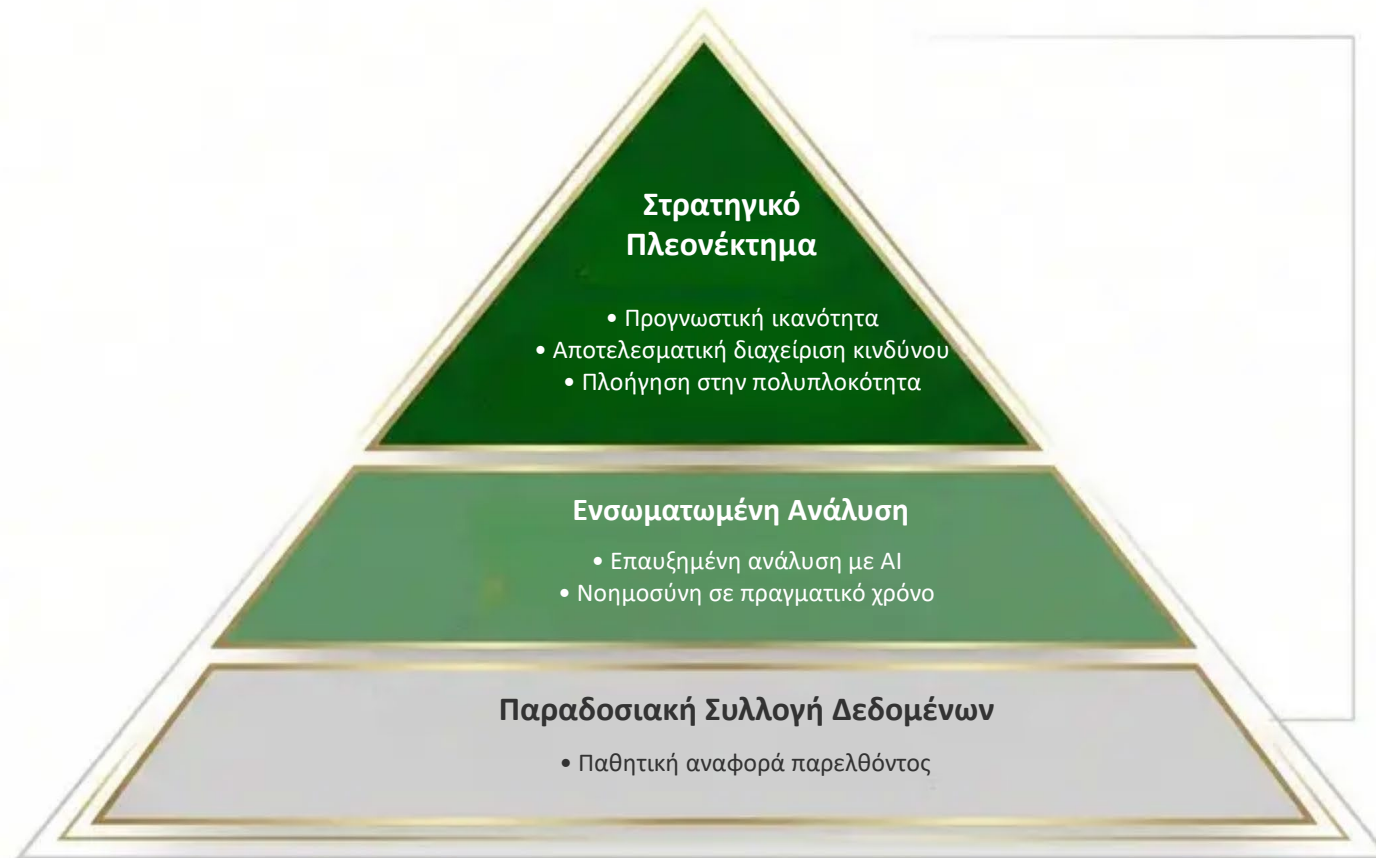 Στρατηγικό
Πλεονέκτημα
• Προγνωστική ικανότητα
• Αποτελεσματική διαχείριση κινδύνου
• Πλοήγηση στην πολυπλοκότητα
Ενσωματωμένη Ανάλυση
• Επαυξημένη ανάλυση με AI
• Νοημοσύνη σε πραγματικό χρόνο
Παραδοσιακή Συλλογή Δεδομένων
• Παθητική αναφορά παρελθόντος